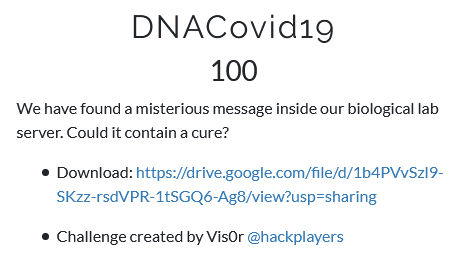 DNACovid19
100
We have found a misterious message inside our biological lab
server. Could it contain a cure?
Download: https://drive.google.com/file/d/1b4PVvSzl9-
SKzz-rsdVPR-1tSGQ6-Ag8/view?usp=sharing
Challenge created by Vis0r @hackplayers